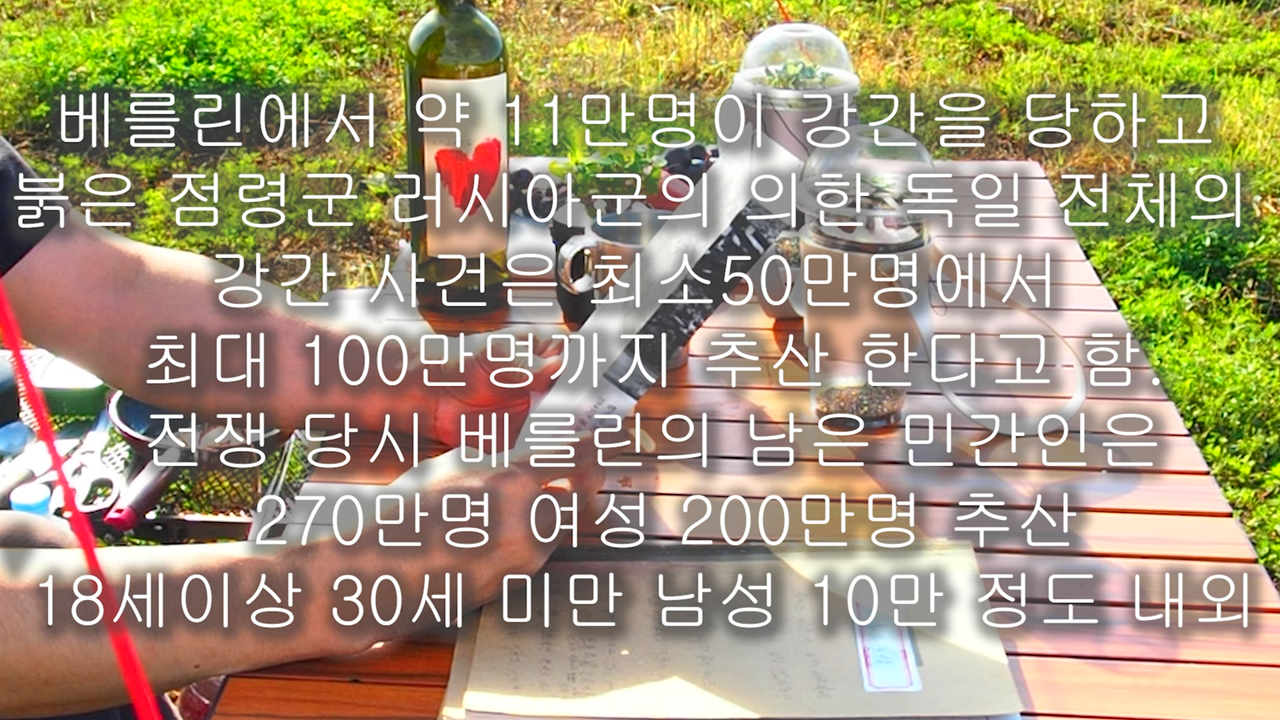 베를린에서 약 11만명이 강간을 당하고
붉은 점령군 러시아군의 의한 독일 전체의
강간 사건은 최소50만명에서
최대 100만명까지 추산 한다고 함.
전쟁 당시 베를린의 남은 민간인은
270만명 여성 200만명 추산
18세이상 30세 미만 남성 10만 정도 내외